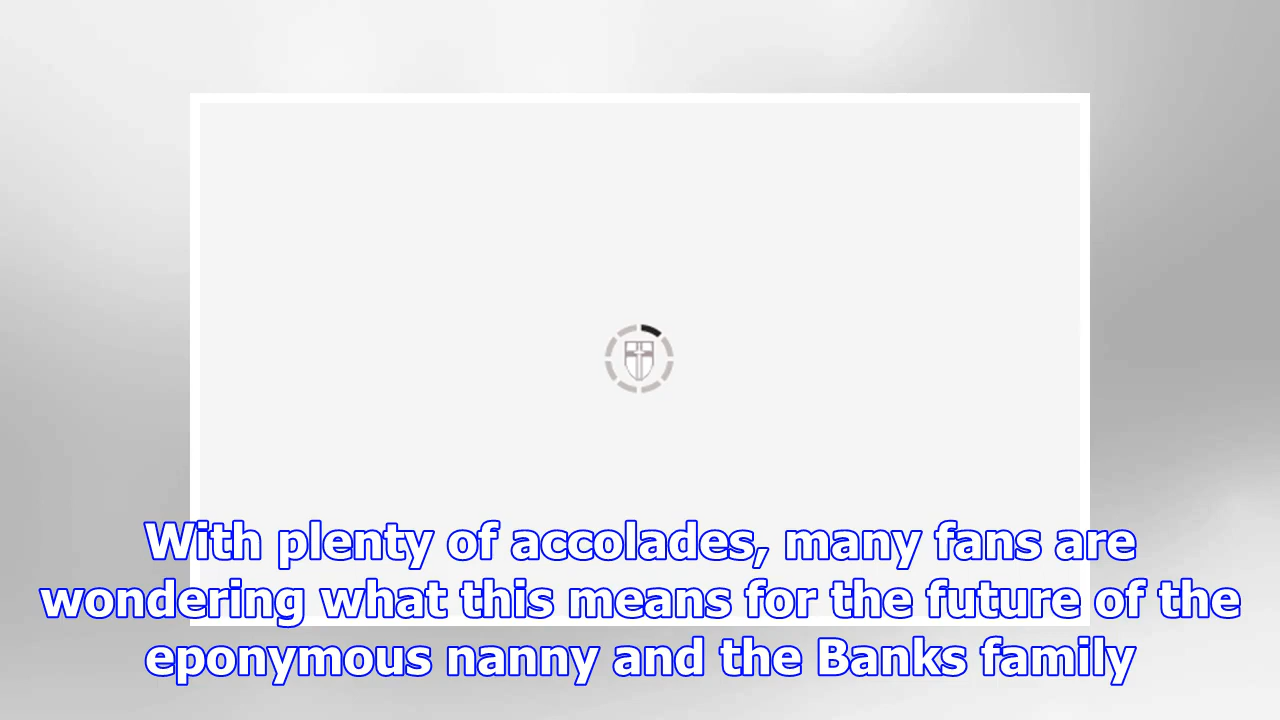 With plenty of accolades, many fans are
wondering what this means for the future of the
eponymous nanny and the Banks family